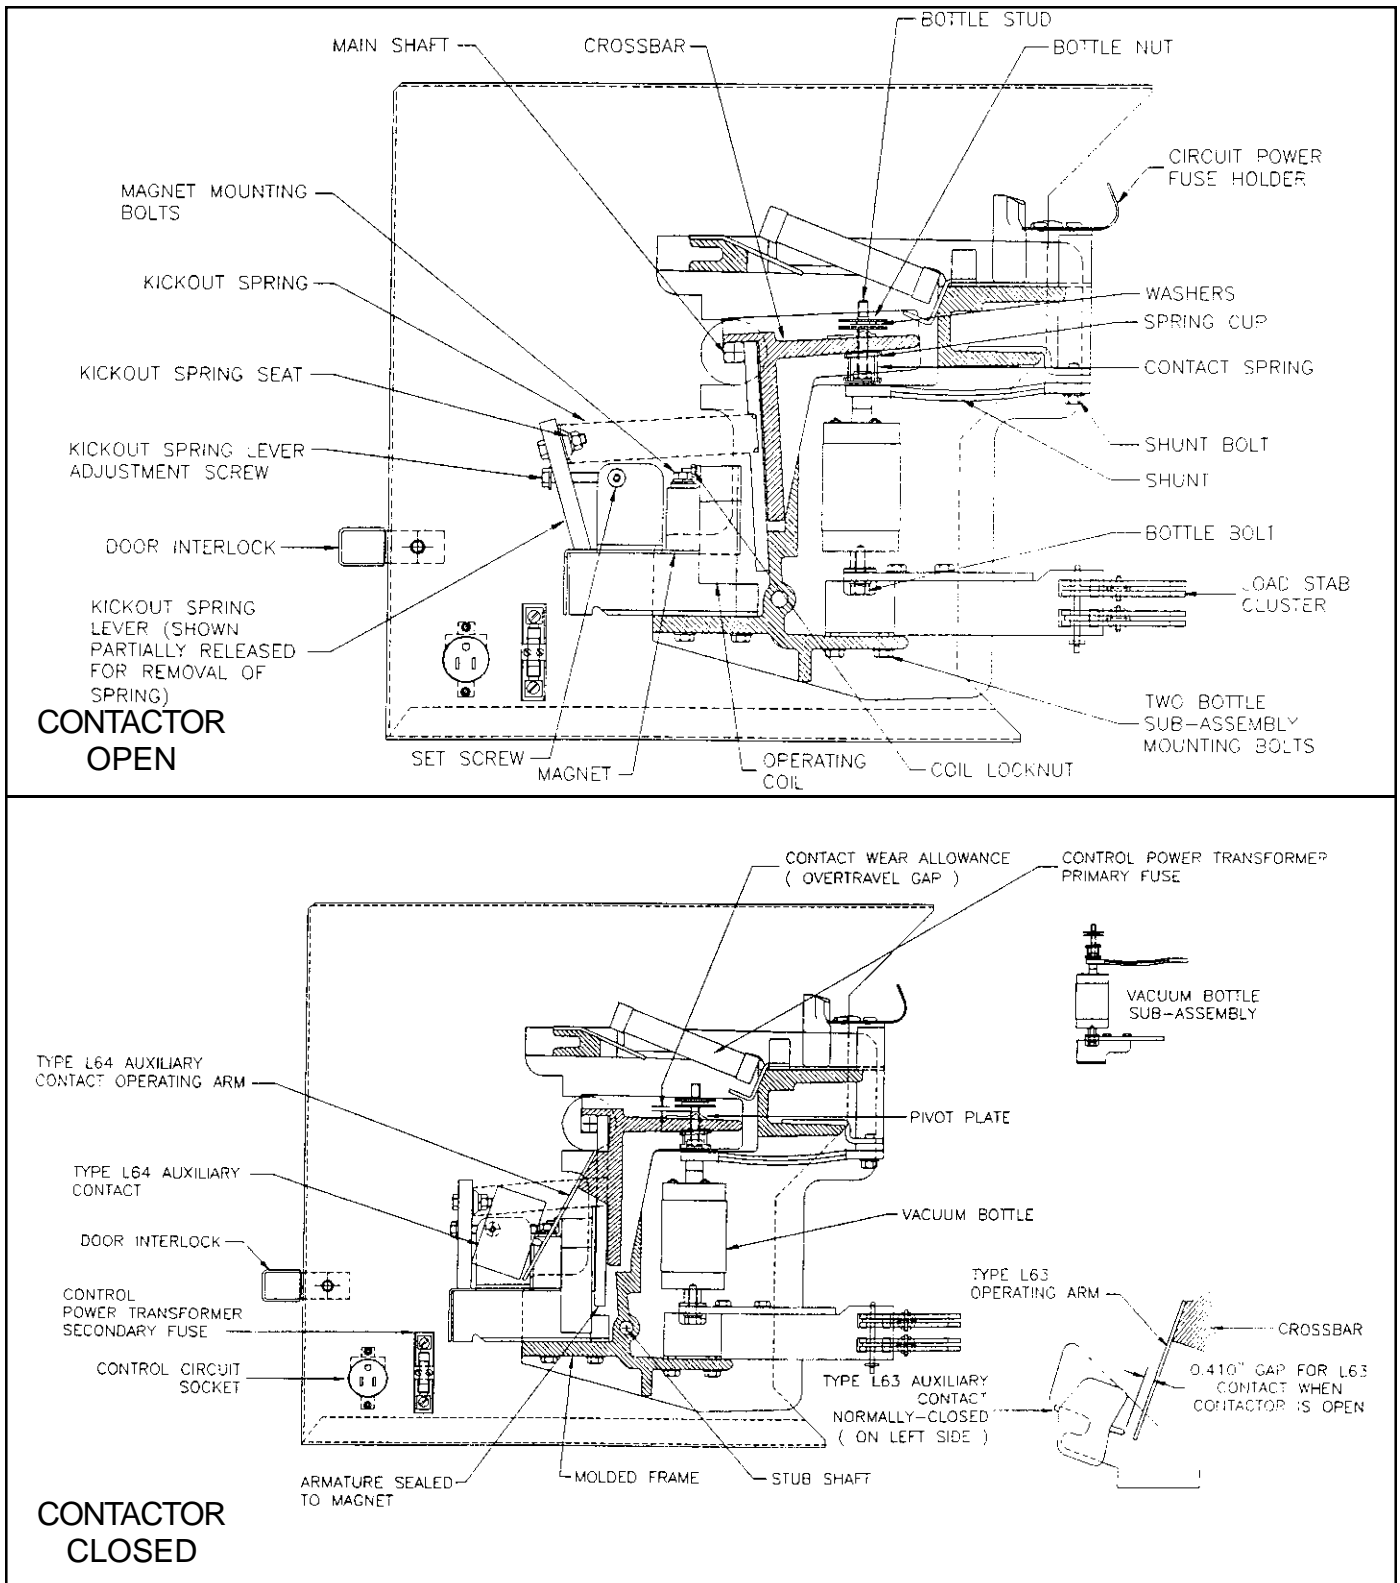 BOTTLE STUD
MAIN SHAFT
CROSSBAR
BOTTLE NUT
CIRCUIT POWER
FUSE HOLDER
MAGNET MOUNTING
BOLTS
KICKOUT SPRING
WASHERS
SPRING CUP
KICKOUT SPRING SEAT
CONTACT SPRING
KICKOUT SPRING LEVER
ADJUSTMENT SCREW
SHUNT BOLT
SHUNT
DOOR INTERLOCK
BOTTLE BOLT
LOAD STAB
CLUSTER
KICKOUT SPRING
LEVER (SHOWN
PARTIALLY RELEASED
FOR REMOVAL OF
SPRING)
TWO BOTTLE
SUB-ASSEMBLY
MOUNTING BOLTS
CONTACTOR
OPEN
SET SCREW
MAGNET
OPERATING
COIL
COIL LOCKNUT
CONTACT WEAR ALLOWANCE
( OVERTRAVEL GAP )
CONTROL POWER TRANSFORMER
PRIMARY FUSE
VACUUM BOTTLE
SUB-ASSEMBLY
TYPE L64 AUXILIARY
CONTACT OPERATING ARM
PIVOT PLATE
TYPE L64 AUXILIARY
CONTACT
VACUUM BOTTLE
DOOR INTERLOCK
TYPE L63
OPERATING ARM
CONTROL
POWER TRANSFORMER
SECONDARY FUSE
CROSSBAR
CONTROL CIRCUIT
SOCKET
0.410" GAP FOR L63
CONTACT WHEN
CONTACTOR IS OPEN
TYPE L63 AUXILIARY
CONTACT
NORMALLY-CLOSED
( ON LEFT SIDE )
ARMATURE SEALED
TO MAGNET
MOLDED FRAME
STUB SHAFT
CONTACTOR
CLOSED